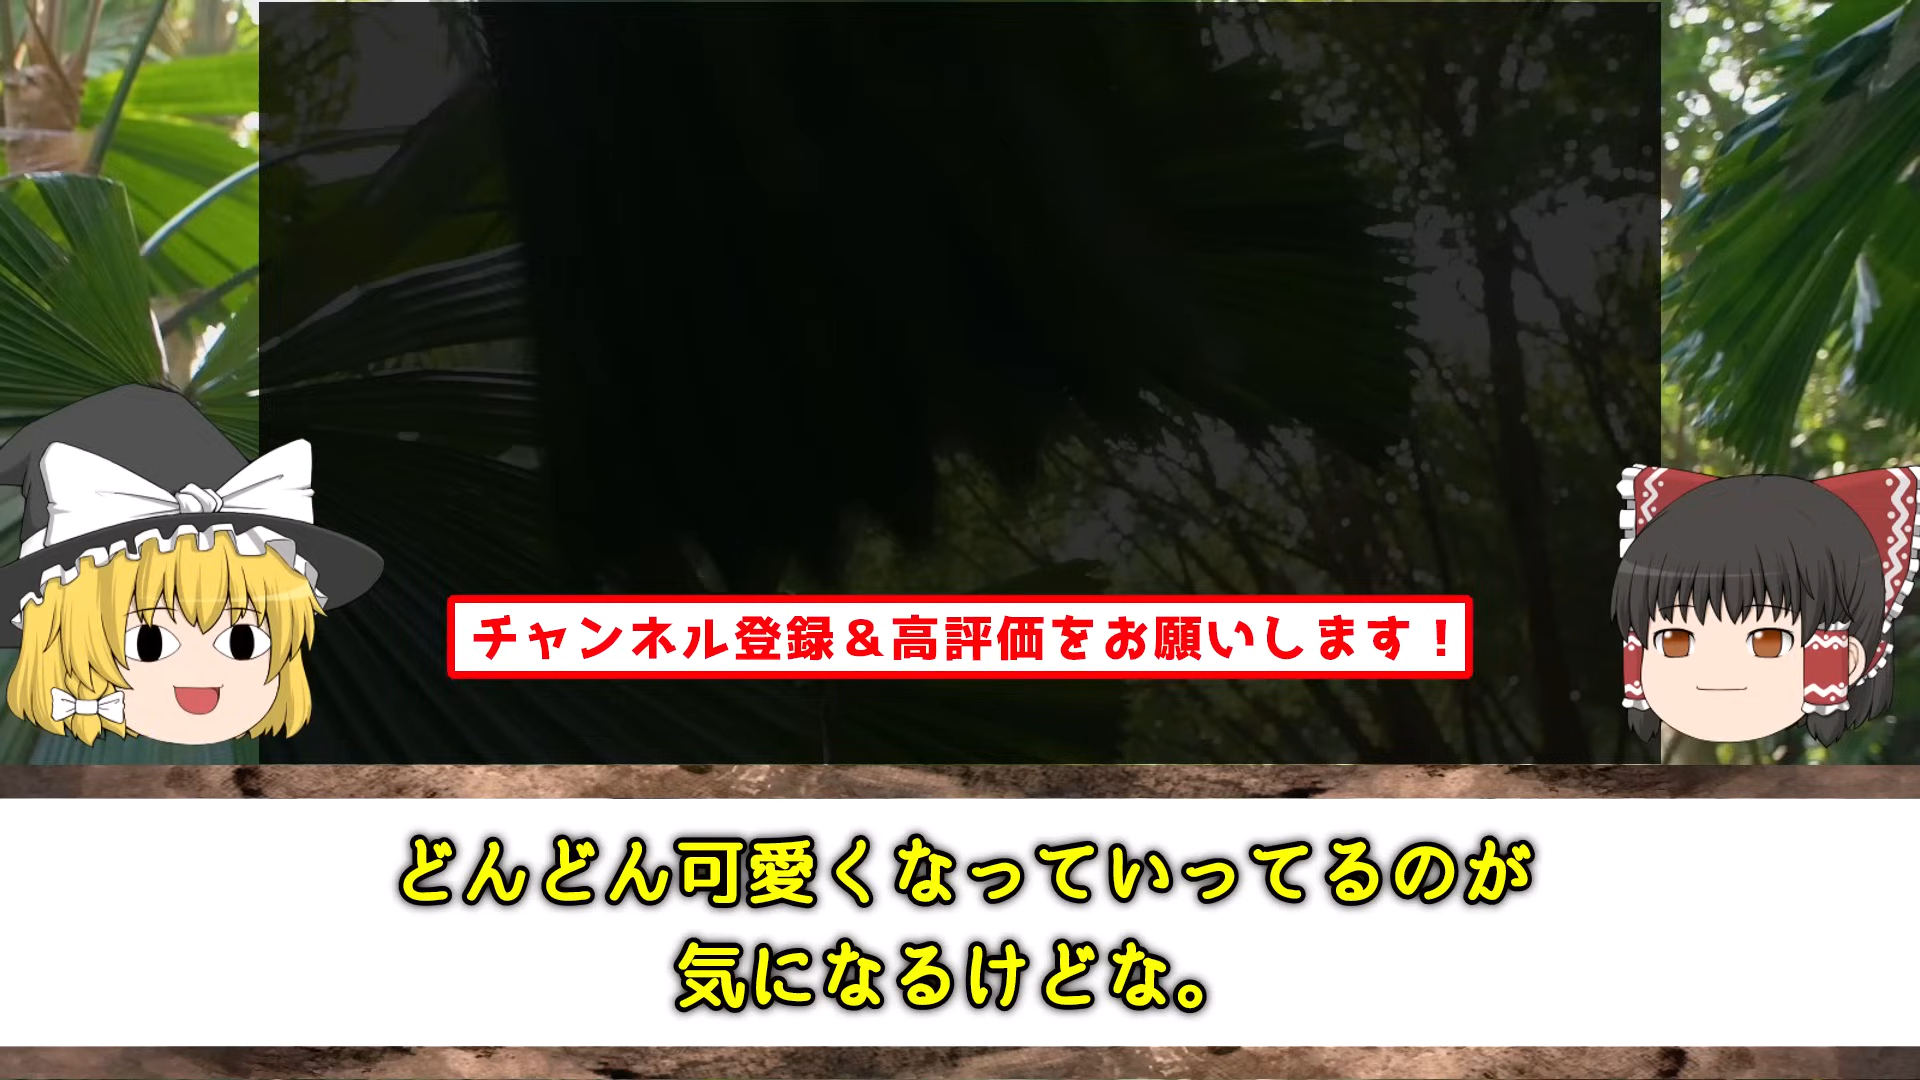 チャンネル登録＆高評価をお願いします！
どんどん可愛くなっていってるのが
気になるけどな。